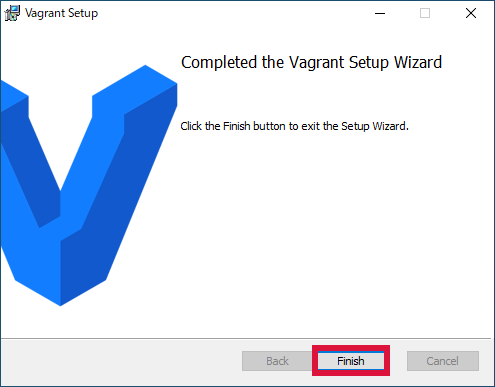 Vagrant Setup
Completed the Vagrant Setup Wizard
Click the Finish button to exit the Setup Wizard.
Back
Finish
Cancel